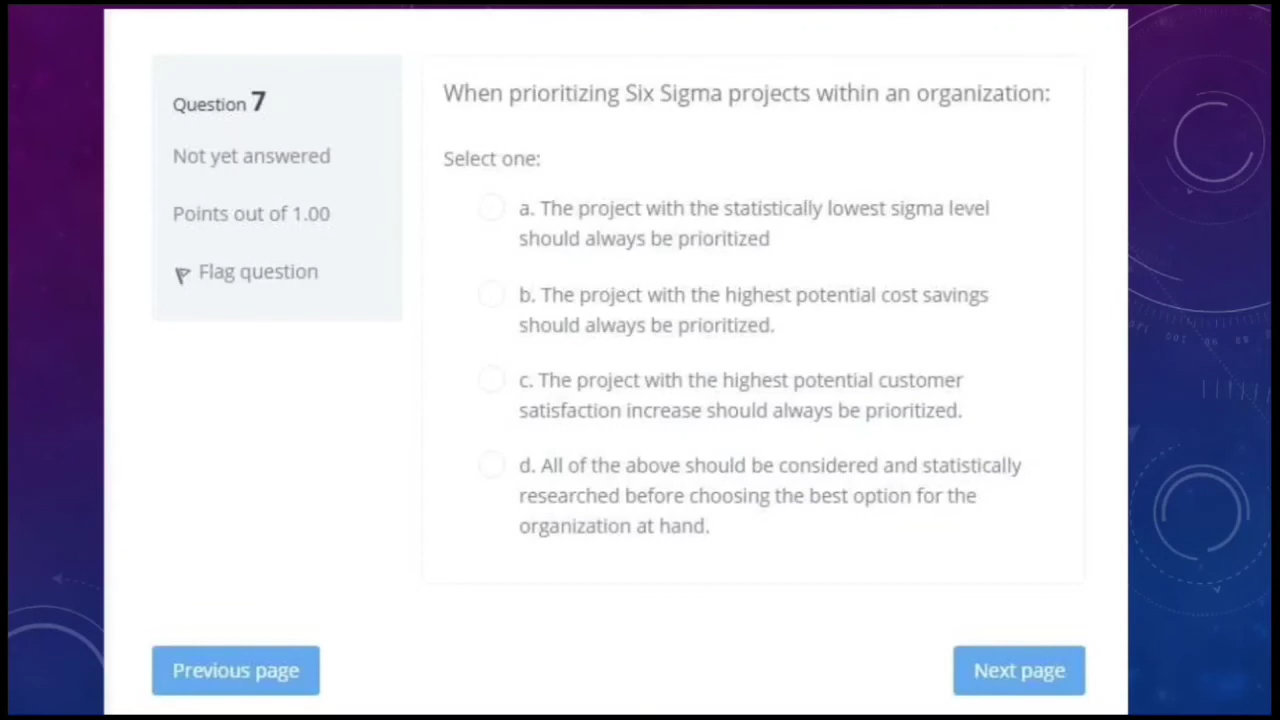 Question 7
Not yet answered
Points out of 1.00
Flag question
When prioritizing Six Sigma projects within an organization:
Select one:
a. The project with the statistically lowest sigma level
should always be prioritized
b. The project with the highest potential cost savings
should always be prioritized.
c. The project with the highest potential customer
satisfaction increase should always be prioritized.
d. All of the above should be considered and statistically
researched before choosing the best option for the
organization at hand.
Previous page
Next page